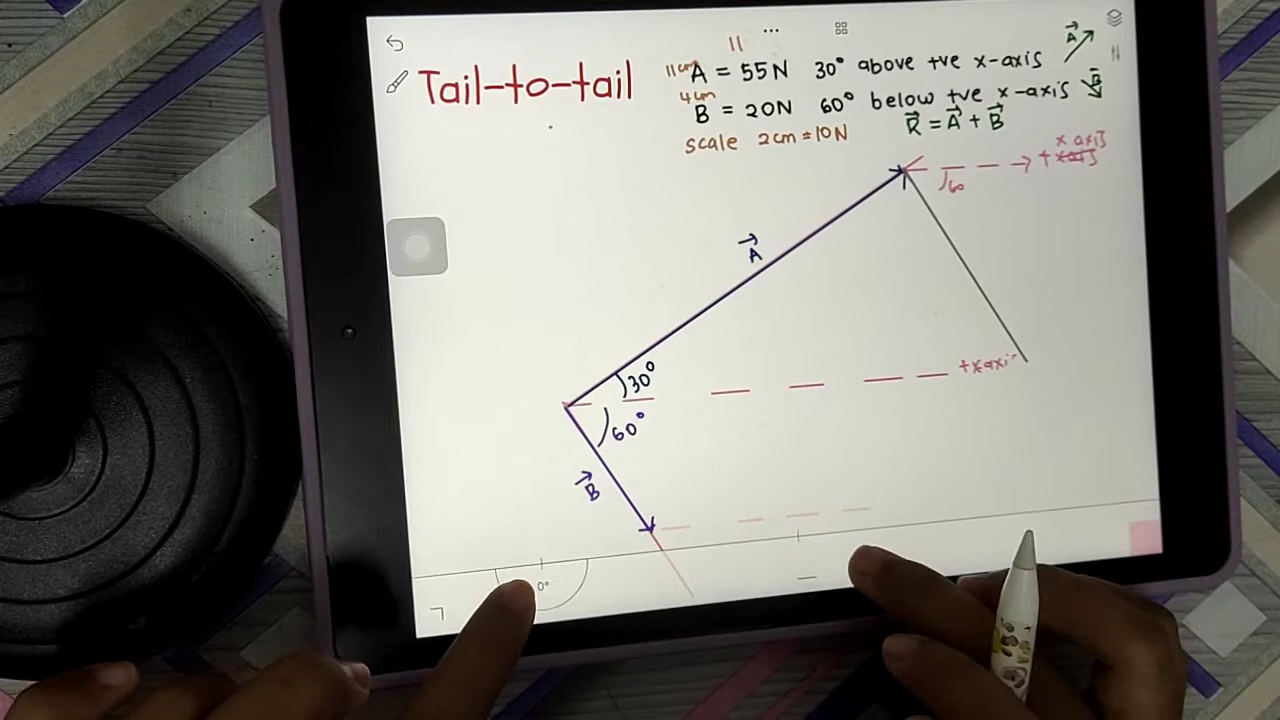 Tail-to-tail
11cm A = 55N 30° above +ve x-axis
4cm B = 20N 60° below +ve x-axis
scale 2cm = 10N
R = A + B
A
B
x axis
+
60
A
30°
+x axis
60°
B
0°